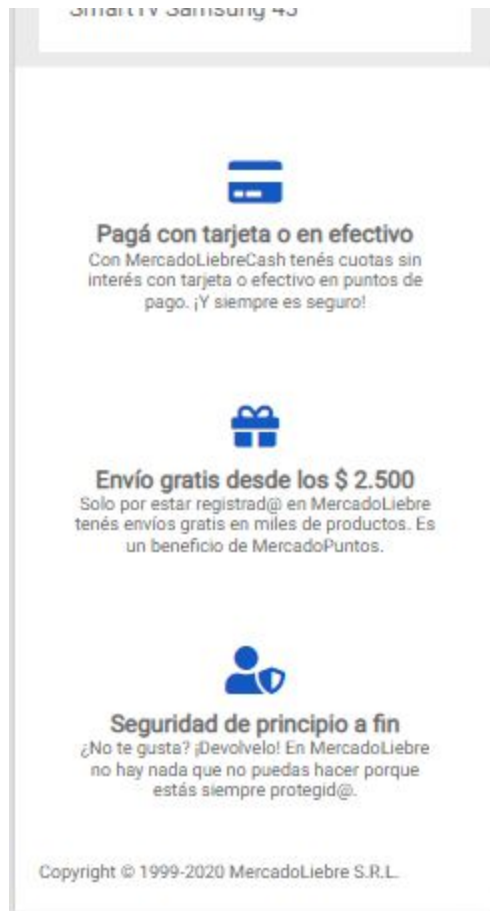 SmartTv Samsung 43
Pagá con tarjeta o en efectivo
Con MercadoLiebreCash tenés cuotas sin
interés con tarjeta o efectivo en puntos de
pago. ¡Y siempre es seguro!
Envío gratis desde los $ 2.500
Solo por estar registrad@ en MercadoLiebre
tenés envíos gratis en miles de productos. Es
un beneficio de MercadoPuntos.
Seguridad de principio a fin
¿No te gusta? ¡Devolvelo! En MercadoLiebre
no hay nada que no puedas hacer porque
estás siempre protegid@.
Copyright © 1999-2020 MercadoLiebre S.R.L.